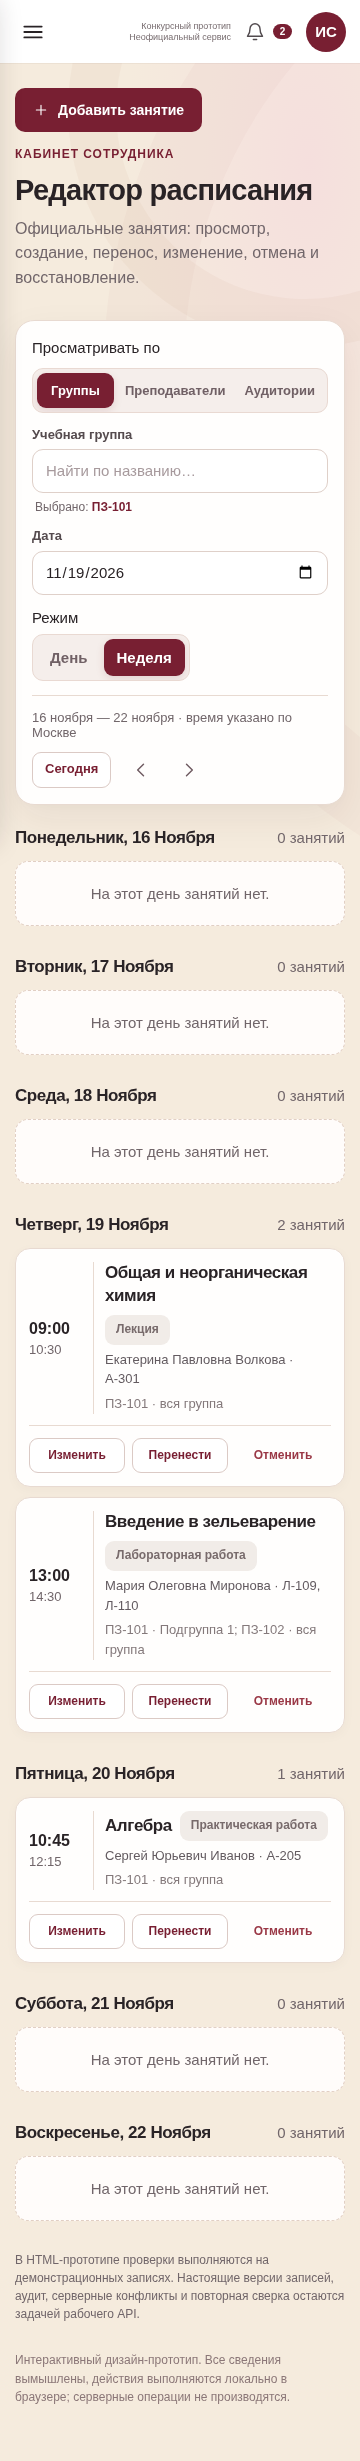 Конкурсный прототип
Неофициальный сервис
2
ИС
Добавить занятие
КАБИНЕТ СОТРУДНИКА
Редактор расписания
Официальные занятия: просмотр,
создание, перенос, изменение, отмена и
восстановление.
Просматривать по
Группы Преподаватели Аудитории
Учебная группа
Найти по названию…
Выбрано: ПЗ-101
Дата
11/19/2026
Режим
День Неделя
16 ноября — 22 ноября · время указано по
Москве
Сегодня
Понедельник, 16 Ноября 0 занятий
На этот день занятий нет.
Вторник, 17 Ноября 0 занятий
На этот день занятий нет.
Среда, 18 Ноября 0 занятий
На этот день занятий нет.
Четверг, 19 Ноября 2 занятий
09:00
10:30
Общая и неорганическая
химия
Лекция
Екатерина Павловна Волкова ·
А-301
ПЗ-101 · вся группа
Изменить Перенести Отменить
13:00
14:30
Введение в зельеварение
Лабораторная работа
Мария Олеговна Миронова · Л-109,
Л-110
ПЗ-101 · Подгруппа 1; ПЗ-102 · вся
группа
Изменить Перенести Отменить
Пятница, 20 Ноября 1 занятий
10:45
12:15
Алгебра Практическая работа
Сергей Юрьевич Иванов · А-205
ПЗ-101 · вся группа
Изменить Перенести Отменить
Суббота, 21 Ноября 0 занятий
На этот день занятий нет.
Воскресенье, 22 Ноября 0 занятий
На этот день занятий нет.
В HTML-прототипе проверки выполняются на
демонстрационных записях. Настоящие версии записей,
аудит, серверные конфликты и повторная сверка остаются
задачей рабочего API.
Интерактивный дизайн-прототип. Все сведения
вымышлены, действия выполняются локально в
браузере; серверные операции не производятся.